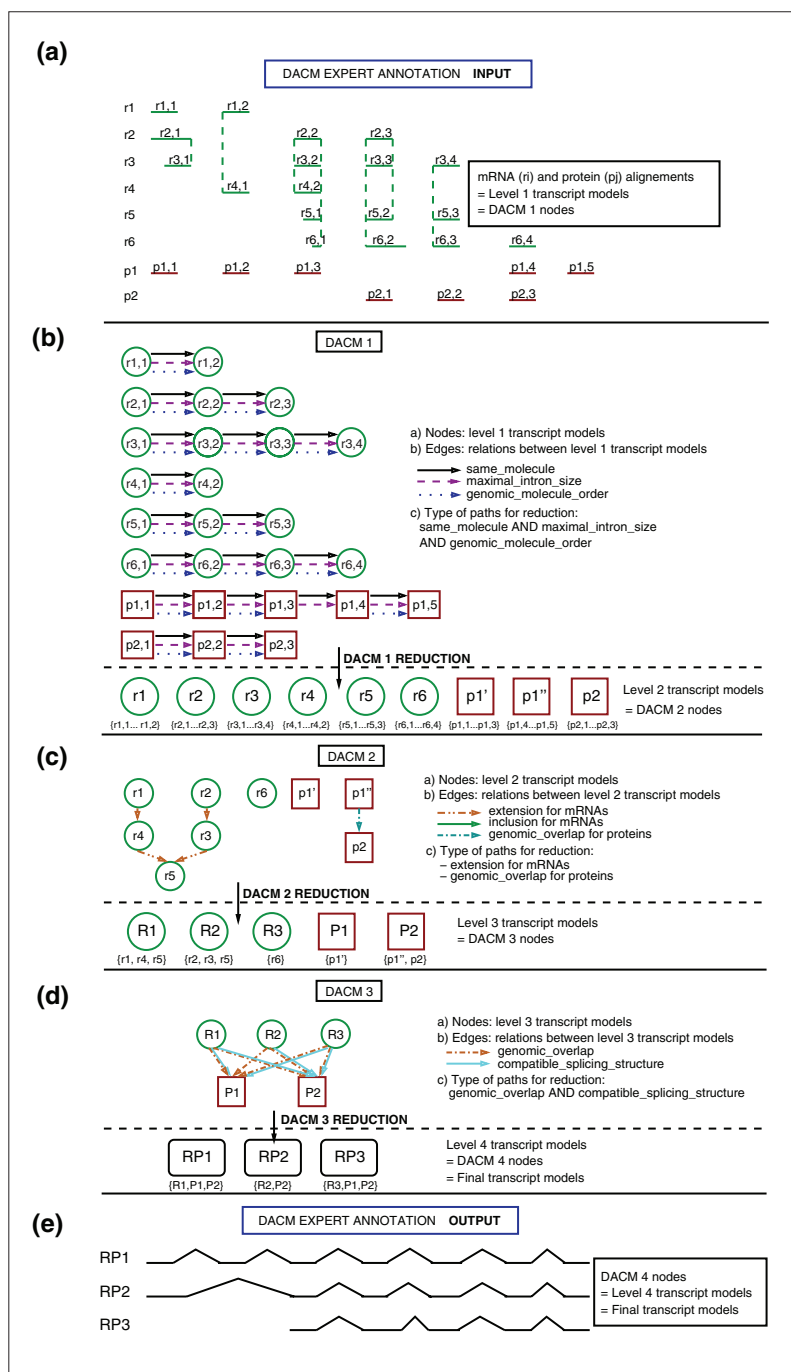 (a)
DACM EXPERT ANNOTATION INPUT
r1 r1,1 r1,2
r2 r2,1 r2,2 r2,3
r3 r3,1 r3,2 r3,3 r3,4
r4 r4,1 r4,2
r5 r5,1 r5,2 r5,3
r6 r6,1 r6,2 r6,3 r6,4
p1 p1,1 p1,2 p1,3 p1,4 p1,5
p2 p2,1 p2,2 p2,3
mRNA (ri) and protein (pj) alignements
= Level 1 transcript models
= DACM 1 nodes
(b)
DACM 1
r1,1 r1,2
r2,1 r2,2 r2,3
r3,1 r3,2 r3,3 r3,4
r4,1 r4,2
r5,1 r5,2 r5,3
r6,1 r6,2 r6,3 r6,4
p1,1 p1,2 p1,3 p1,4 p1,5
p2,1 p2,2 p2,3
a) Nodes: level 1 transcript models
b) Edges: relations between level 1 transcript models
same_molecule
maximal_intron_size
genomic_molecule_order
c) Type of paths for reduction:
same_molecule AND maximal_intron_size
AND genomic_molecule_order
DACM 1 REDUCTION
r1 r2 r3 r4 r5 r6 p1' p1'' p2
{r1,1... r1,2} {r2,1...r2,3} {r3,1...r3,4} {r4,1...r4,2} {r5,1...r5,3} {r6,1...r6,4} {p1,1...p1,3} {p1,4...p1,5} {p2,1...p2,3}
Level 2 transcript models
= DACM 2 nodes
(c)
DACM 2
r1 r2 r6 p1' p1''
r4 r3 p2
r5
a) Nodes: level 2 transcript models
b) Edges: relations between level 2 transcript models
extension for mRNAs
inclusion for mRNAs
genomic_overlap for proteins
c) Type of paths for reduction:
– extension for mRNAs
– genomic_overlap for proteins
DACM 2 REDUCTION
R1 R2 R3 P1 P2
{r1, r4, r5} {r2, r3, r5} {r6} {p1'} {p1'', p2}
Level 3 transcript models
= DACM 3 nodes
(d)
DACM 3
R1 R2 R3
P1 P2
a) Nodes: level 3 transcript models
b) Edges: relations between level 3 transcript models
genomic_overlap
compatible_splicing_structure
c) Type of paths for reduction:
genomic_overlap AND compatible_splicing_structure
DACM 3 REDUCTION
RP1 RP2 RP3
{R1,P1,P2} {R2,P2} {R3,P1,P2}
Level 4 transcript models
= DACM 4 nodes
= Final transcript models
(e)
DACM EXPERT ANNOTATION OUTPUT
RP1
RP2
RP3
DACM 4 nodes
= Level 4 transcript models
= Final transcript models